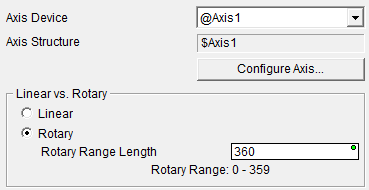 Axis Device @Axis1
Axis Structure $Axis1
Configure Axis...
Linear vs. Rotary
Linear
Rotary
Rotary Range Length 360
Rotary Range: 0 - 359